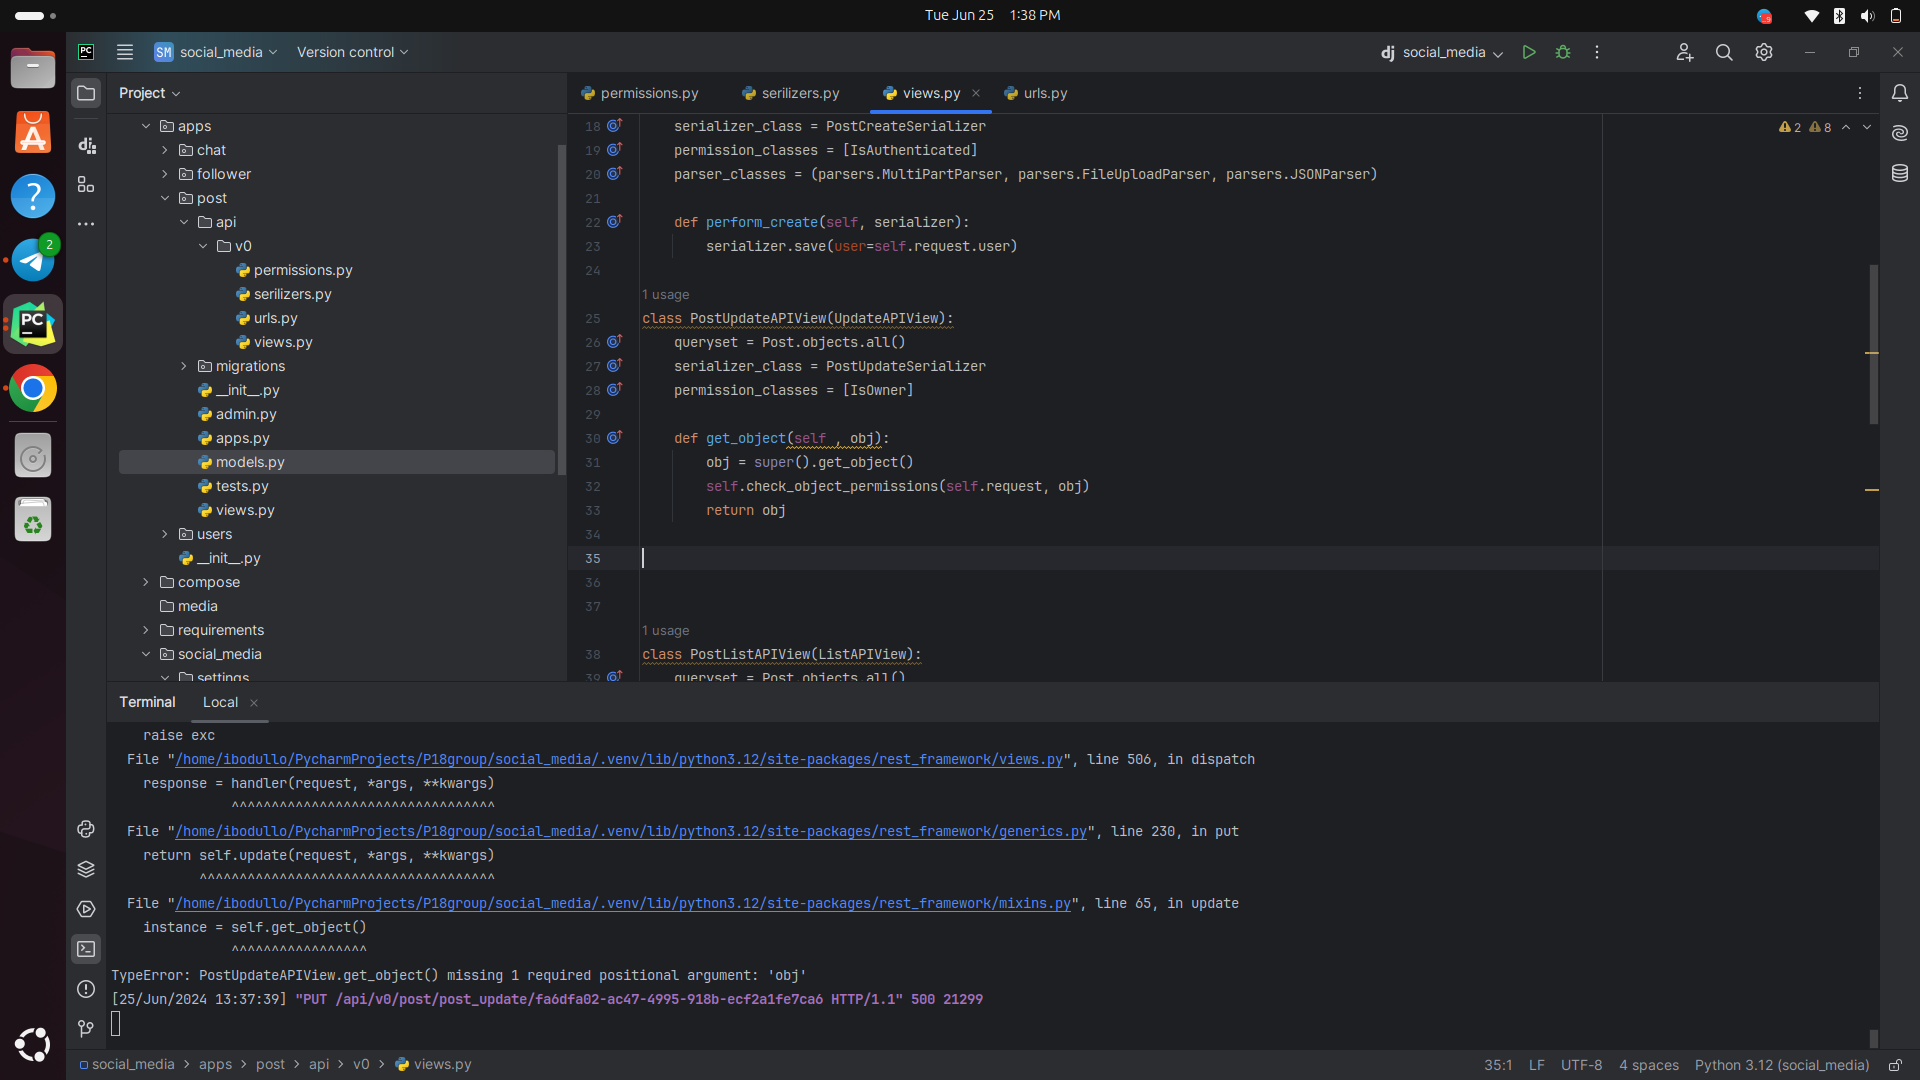 Tue Jun 25 1:38 PM
PC SM social_media Version control
dj social_media
Project
permissions.py serilizers.py views.py urls.py
apps
chat
follower
post
api
v0
permissions.py
serilizers.py
urls.py
views.py
migrations
__init__.py
admin.py
apps.py
models.py
tests.py
views.py
users
__init__.py
compose
media
requirements
social_media
settings
2
PC
2 8
18 serializer_class = PostCreateSerializer
19 permission_classes = [IsAuthenticated]
20 parser_classes = (parsers.MultiPartParser, parsers.FileUploadParser, parsers.JSONParser)
21
22 def perform_create(self, serializer):
23 serializer.save(user=self.request.user)
24
1 usage
25 class PostUpdateAPIView(UpdateAPIView):
26 queryset = Post.objects.all()
27 serializer_class = PostUpdateSerializer
28 permission_classes = [IsOwner]
29
30 def get_object(self , obj):
31 obj = super().get_object()
32 self.check_object_permissions(self.request, obj)
33 return obj
34
35
36
37
1 usage
38 class PostListAPIView(ListAPIView):
39 queryset = Post.objects.all()
Terminal Local
raise exc
File "/home/ibodullo/PycharmProjects/P18group/social_media/.venv/lib/python3.12/site-packages/rest_framework/views.py", line 506, in dispatch
response = handler(request, *args, **kwargs)
^^^^^^^^^^^^^^^^^^^^^^^^^^^^^^^^^
File "/home/ibodullo/PycharmProjects/P18group/social_media/.venv/lib/python3.12/site-packages/rest_framework/generics.py", line 230, in put
return self.update(request, *args, **kwargs)
^^^^^^^^^^^^^^^^^^^^^^^^^^^^^^^^^^^^^
File "/home/ibodullo/PycharmProjects/P18group/social_media/.venv/lib/python3.12/site-packages/rest_framework/mixins.py", line 65, in update
instance = self.get_object()
^^^^^^^^^^^^^^^^^
TypeError: PostUpdateAPIView.get_object() missing 1 required positional argument: 'obj'
[25/Jun/2024 13:37:39] "PUT /api/v0/post/post_update/fa6dfa02-ac47-4995-918b-ecf2a1fe7ca6 HTTP/1.1" 500 21299
social_media > apps > post > api > v0 > views.py
35:1 LF UTF-8 4 spaces Python 3.12 (social_media)